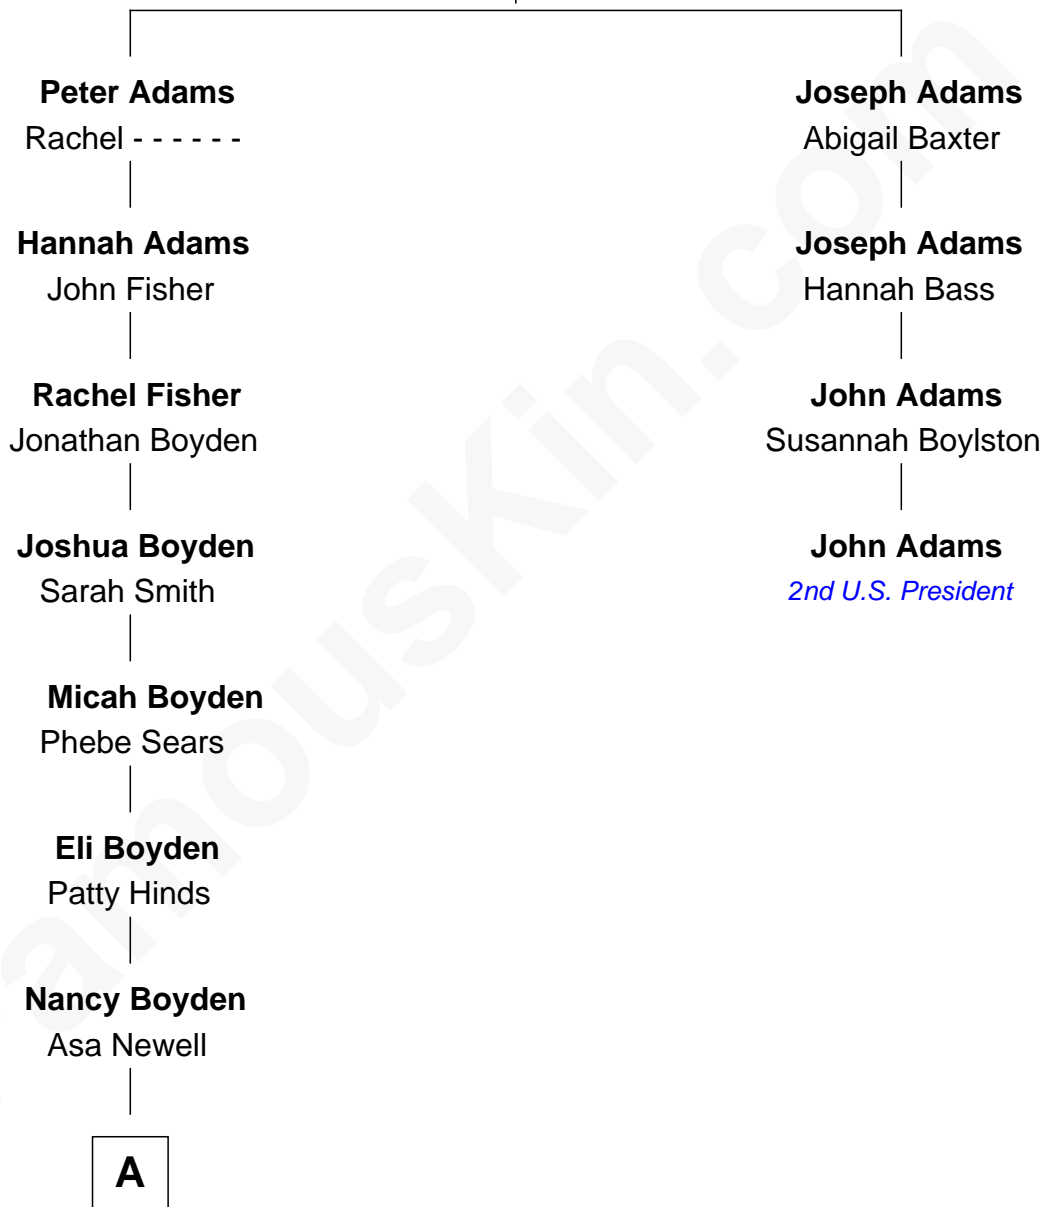 Peter Adams
Rachel - - - - - -
Hannah Adams
John Fisher
Rachel Fisher
Jonathan Boyden
Joshua Boyden
Sarah Smith
Micah Boyden
Phebe Sears
Eli Boyden
Patty Hinds
Nancy Boyden
Asa Newell
A
Joseph Adams
Abigail Baxter
Joseph Adams
Hannah Bass
John Adams
Susannah Boylston
John Adams
2nd U.S. President
amouskin.com